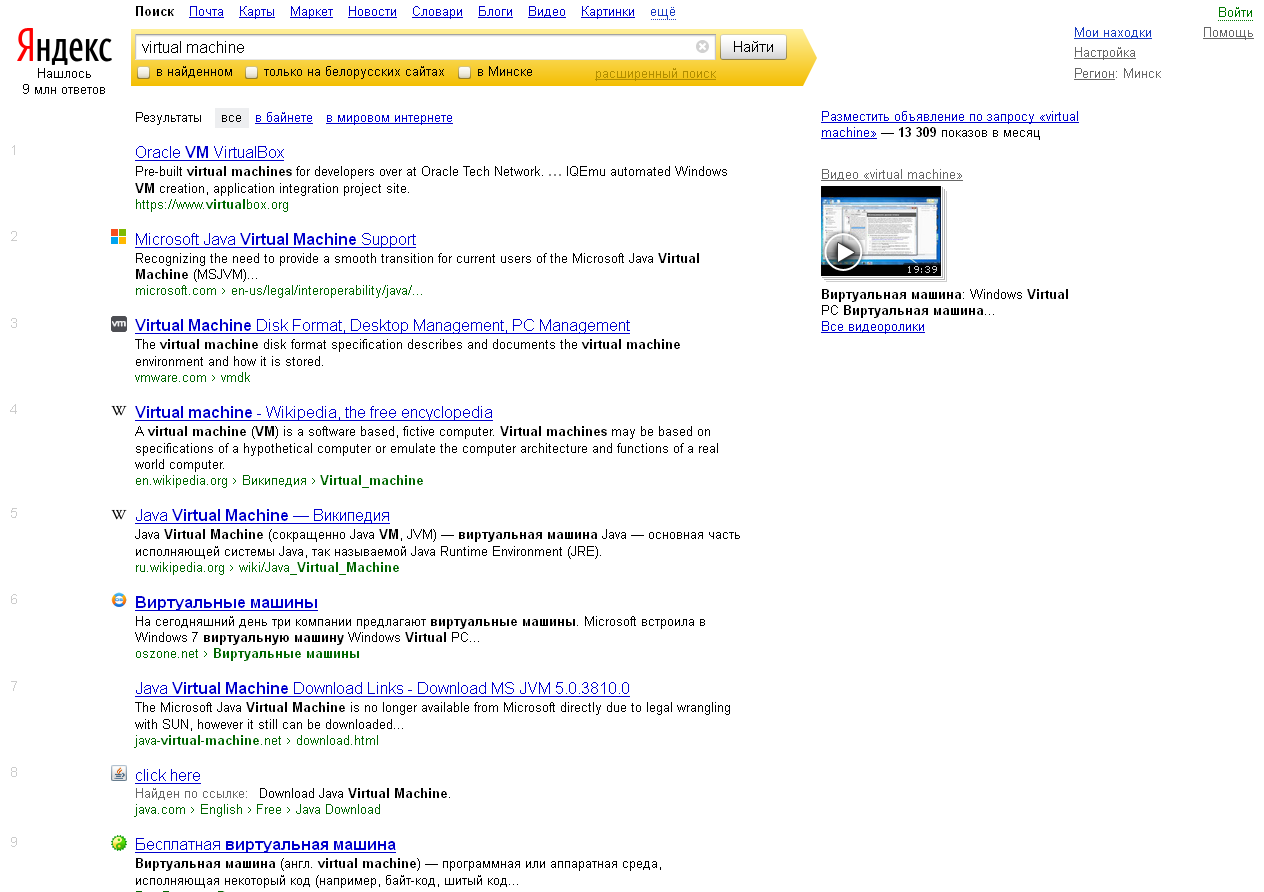 Поиск Почта Карты Маркет Новости Словари Блоги Видео Картинки ещё
Войти
Яндекс
Нашлось
9 млн ответов
virtual machine
Найти
в найденном только на белорусских сайтах в Минске расширенный поиск
Мои находки
Помощь
Настройка
Регион: Минск
Результаты все в байнете в мировом интернете
1
Oracle VM VirtualBox
Pre-built virtual machines for developers over at Oracle Tech Network. ... IQEmu automated Windows
VM creation, application integration project site.
https://www.virtualbox.org
2
Microsoft Java Virtual Machine Support
Recognizing the need to provide a smooth transition for current users of the Microsoft Java Virtual
Machine (MSJVM)...
microsoft.com › en-us/legal/interoperability/java/...
3
vm
Virtual Machine Disk Format, Desktop Management, PC Management
The virtual machine disk format specification describes and documents the virtual machine
environment and how it is stored.
vmware.com › vmdk
4
W
Virtual machine - Wikipedia, the free encyclopedia
A virtual machine (VM) is a software based, fictive computer. Virtual machines may be based on
specifications of a hypothetical computer or emulate the computer architecture and functions of a real
world computer.
en.wikipedia.org › Википедия › Virtual_machine
5
W
Java Virtual Machine — Википедия
Java Virtual Machine (сокращенно Java VM, JVM) — виртуальная машина Java — основная часть
исполняющей системы Java, так называемой Java Runtime Environment (JRE).
ru.wikipedia.org › wiki/Java_Virtual_Machine
6
Виртуальные машины
На сегодняшний день три компании предлагают виртуальные машины. Microsoft встроила в
Windows 7 виртуальную машину Windows Virtual PC...
oszone.net › Виртуальные машины
7
Java Virtual Machine Download Links - Download MS JVM 5.0.3810.0
The Microsoft Java Virtual Machine is no longer available from Microsoft directly due to legal wrangling
with SUN, however it still can be downloaded...
java-virtual-machine.net › download.html
8
click here
Найден по ссылке: Download Java Virtual Machine.
java.com › English › Free › Java Download
9
Бесплатная виртуальная машина
Виртуальная машина (англ. virtual machine) — программная или аппаратная среда,
исполняющая некоторый код (например, байт-код, шитый код...
Разместить объявление по запросу «virtual
machine» — 13 309 показов в месяц
Видео «virtual machine»
19:39
Виртуальная машина: Windows Virtual
PC Виртуальная машина...
Все видеоролики